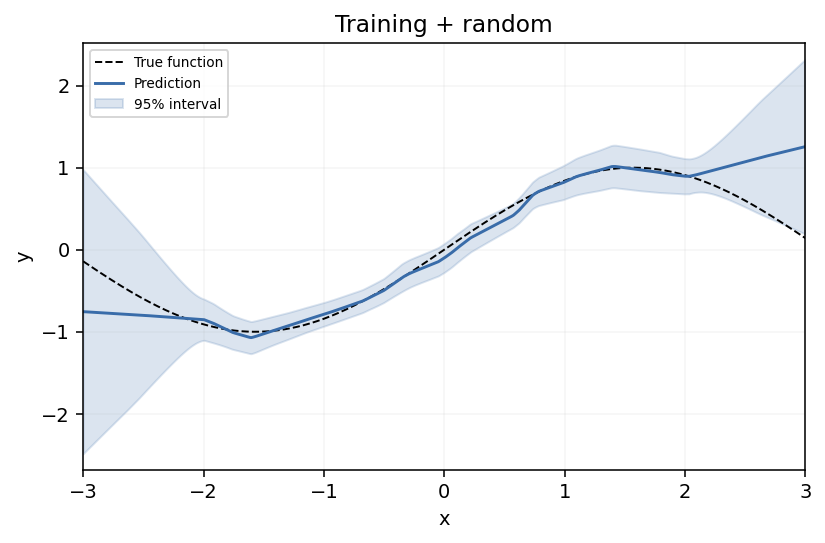 Training + random
True function
Prediction
95% interval
2
1
0
−1
−2
y
−3 −2 −1 0 1 2 3
x